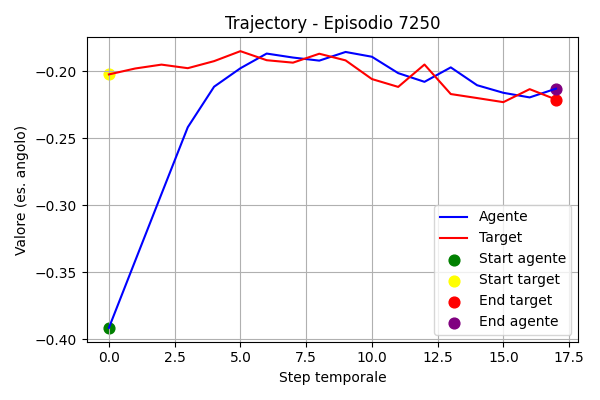 Trajectory - Episodio 7250
Valore (es. angolo)
−0.20
−0.25
−0.30
−0.35
−0.40
0.0 2.5 5.0 7.5 10.0 12.5 15.0 17.5
Step temporale
Agente
Target
Start agente
Start target
End target
End agente